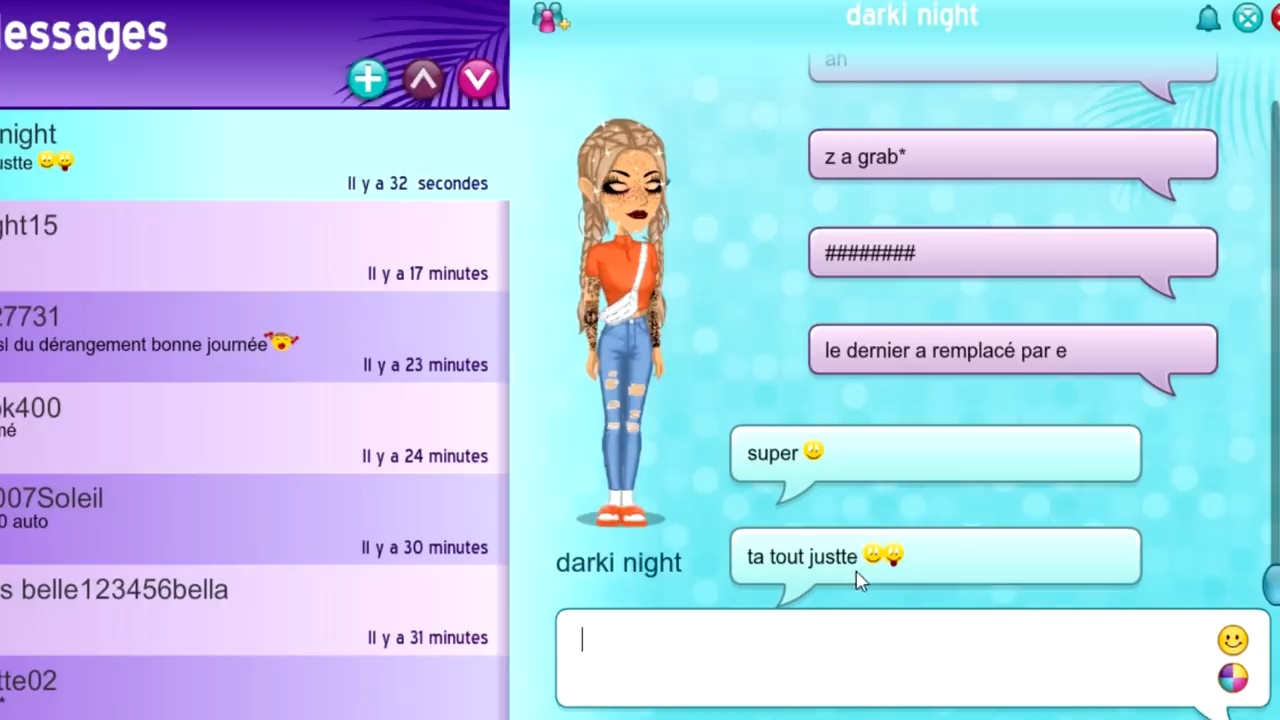 essages
night
ustte
Il y a 32 secondes
ght15
Il y a 17 minutes
27731
sl du dérangement bonne journée
Il y a 23 minutes
ok400
mé
Il y a 24 minutes
007Soleil
0 auto
Il y a 30 minutes
s belle123456bella
Il y a 31 minutes
tte02
*
darki night
ah
z a grab*
########
le dernier a remplacé par e
super
ta tout justte
darki night